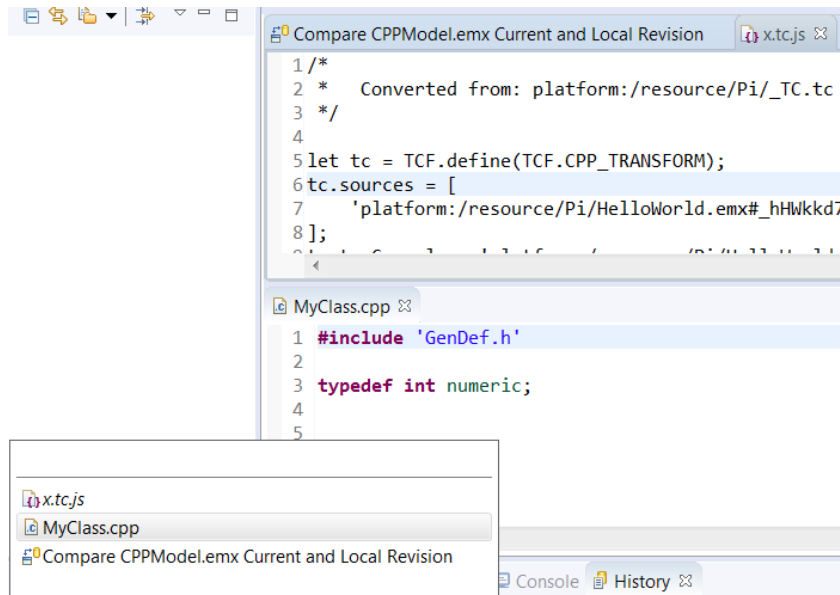 Compare CPPModel.emx Current and Local Revision
x.tc.js
1 /*
2 * Converted from: platform:/resource/Pi/_TC.tc
3 */
4
5 let tc = TCF.define(TCF.CPP_TRANSFORM);
6 tc.sources = [
7 'platform:/resource/Pi/HelloWorld.emx#_hHWkkd7
8 ];
MyClass.cpp
1 #include 'GenDef.h'
2
3 typedef int numeric;
4
5
x.tc.js
MyClass.cpp
Compare CPPModel.emx Current and Local Revision
Console
History